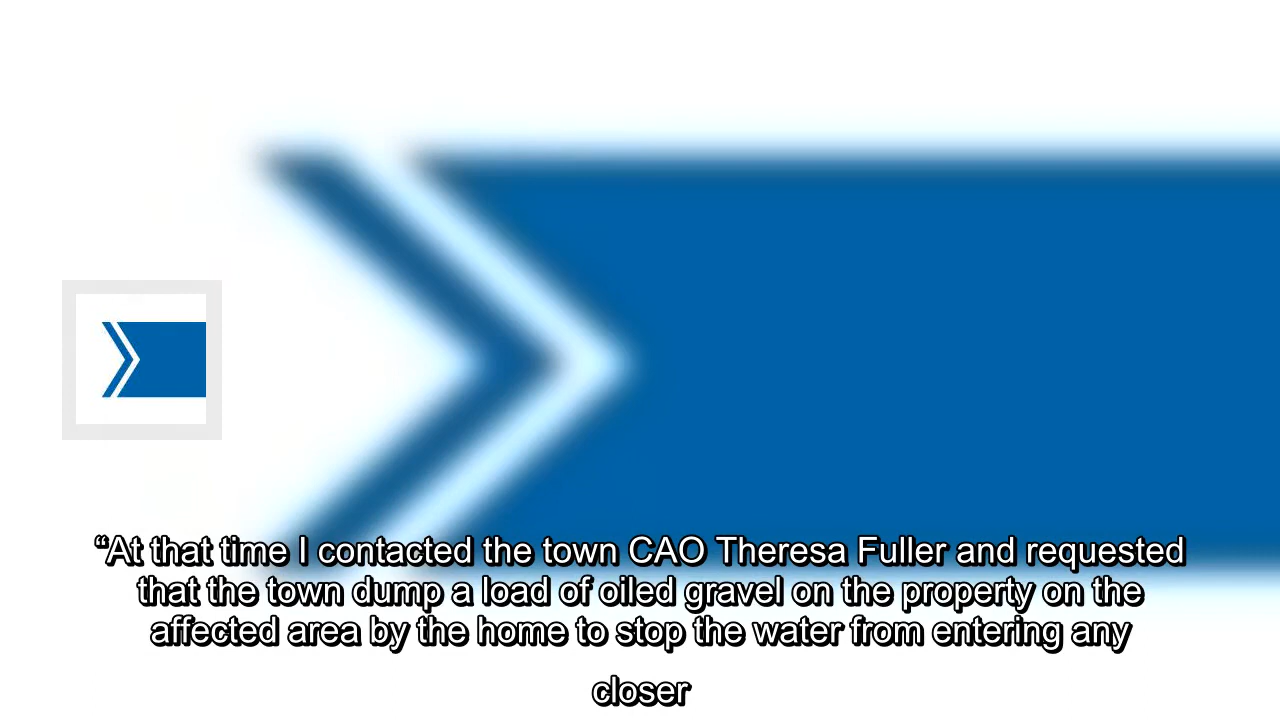 “At that time I contacted the town CAO Theresa Fuller and requested
that the town dump a load of oiled gravel on the property on the
affected area by the home to stop the water from entering any
closer